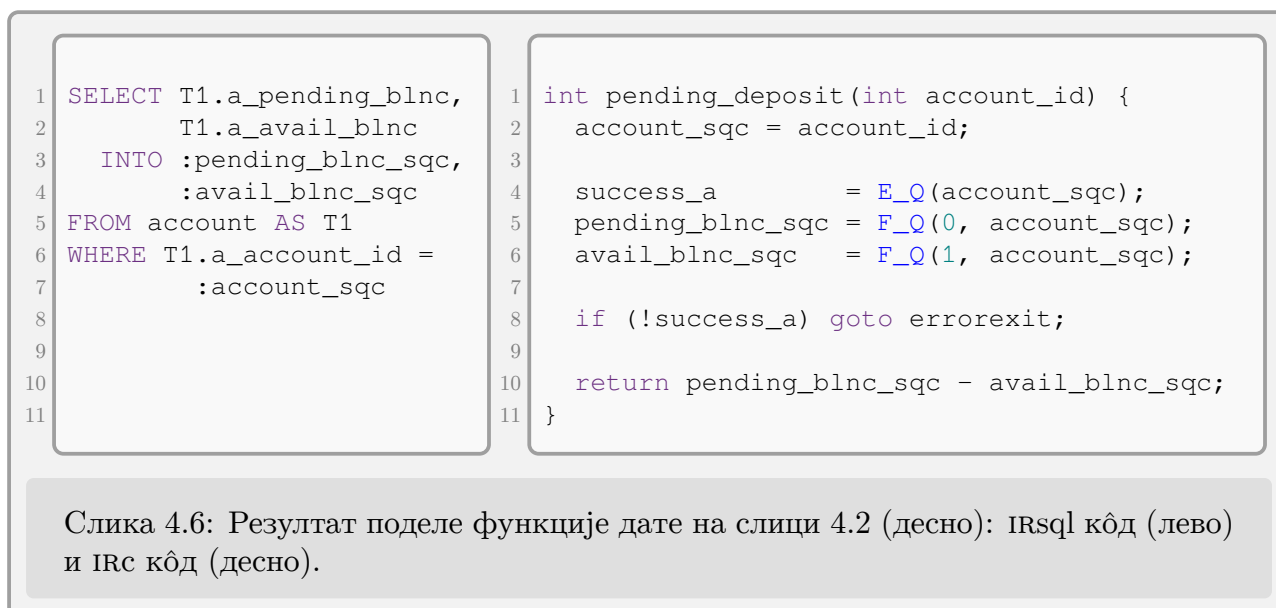 1 SELECT T1.a_pending_blnc,
2        T1.a_avail_blnc
3   INTO :pending_blnc_sqc,
4        :avail_blnc_sqc
5 FROM account AS T1
6 WHERE T1.a_account_id =
7         :account_sqc
8
9
10
11
1 int pending_deposit(int account_id) {
2   account_sqc = account_id;
3
4   success_a        = E_Q(account_sqc);
5   pending_blnc_sqc = F_Q(0, account_sqc);
6   avail_blnc_sqc   = F_Q(1, account_sqc);
7
8   if (!success_a) goto errorexit;
9
10   return pending_blnc_sqc - avail_blnc_sqc;
11 }
Слика 4.6: Резултат поделе функције дате на слици 4.2 (десно): IRsql кôд (лево)
и IRc кôд (десно).